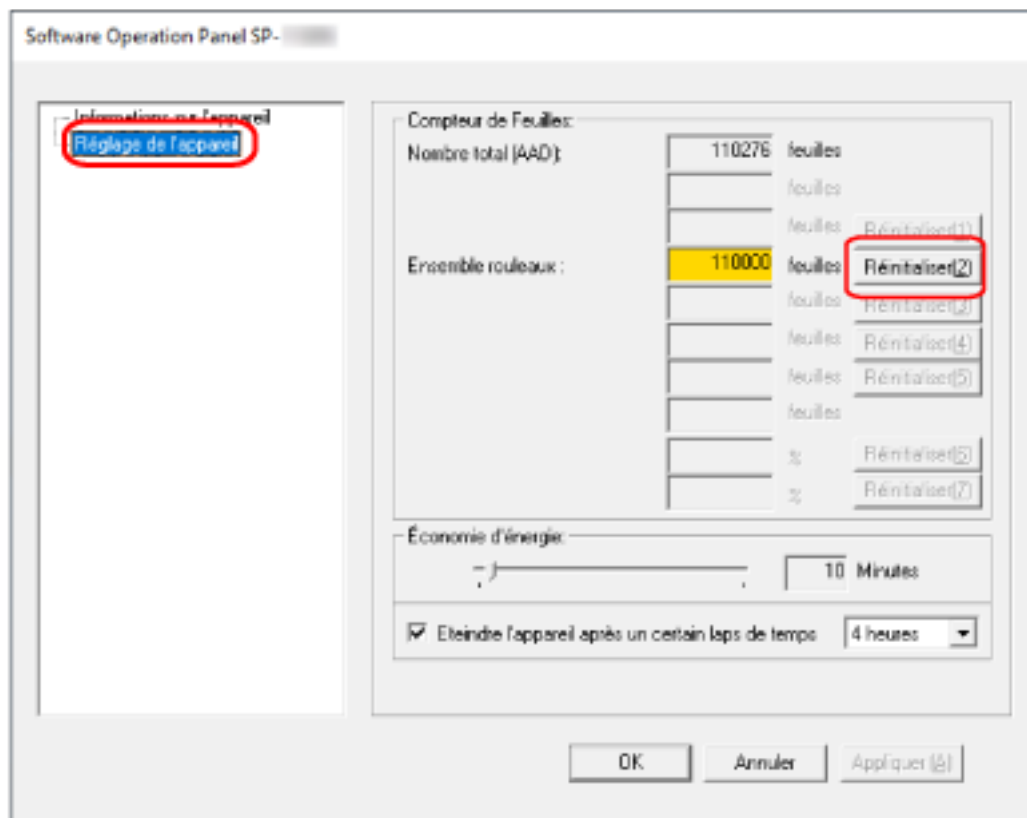 Software Operation Panel SP-
Informations sur l'appareil
Réglage de l'appareil
Compteur de Feuilles:
Nombre total (AAD): 110276 feuilles
feuilles
feuilles Réinitialiser(1)
Ensemble rouleaux : 110000 feuilles Réinitialiser(2)
feuilles Réinitialiser(3)
feuilles Réinitialiser(4)
feuilles Réinitialiser(5)
feuilles
% Réinitialiser(6)
% Réinitialiser(7)
Économie d'énergie:
10 Minutes
Eteindre l'appareil après un certain laps de temps 4 heures
OK Annuler Appliquer (A)